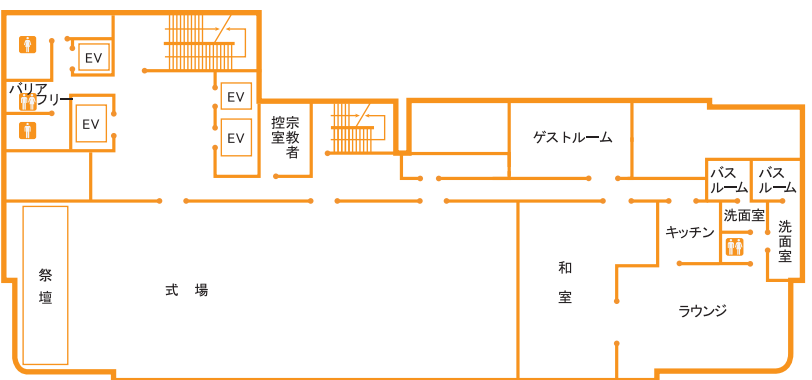 EV
バリア
フリー
EV
EV
EV
宗教者
控室
ゲストルーム
バス
ルーム
バス
ルーム
洗面室
洗面室
キッチン
和室
ラウンジ
祭壇
式場